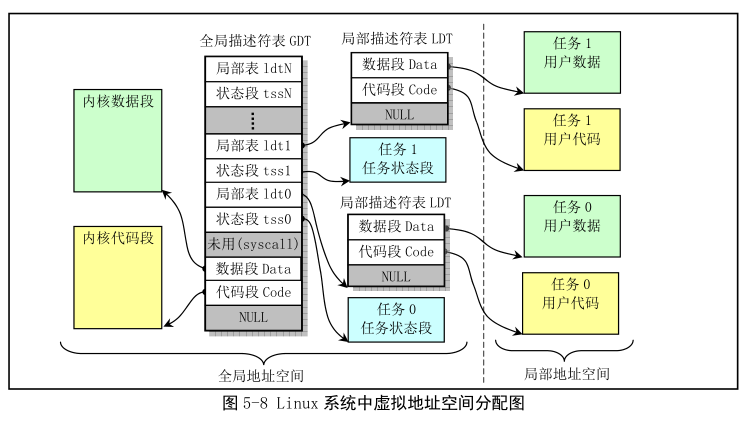 全局描述符表 GDT
局部表 ldtN
状态段 tssN
局部表 ldt1
状态段 tss1
局部表 ldt0
状态段 tss0
未用(syscall)
数据段 Data
代码段 Code
NULL
内核数据段
内核代码段
局部描述符表 LDT
数据段 Data
代码段 Code
NULL
任务 1
任务状态段
局部描述符表 LDT
数据段 Data
代码段 Code
NULL
任务 0
任务状态段
任务 1
用户数据
任务 1
用户代码
任务 0
用户数据
任务 0
用户代码
全局地址空间
局部地址空间
图 5-8 Linux 系统中虚拟地址空间分配图